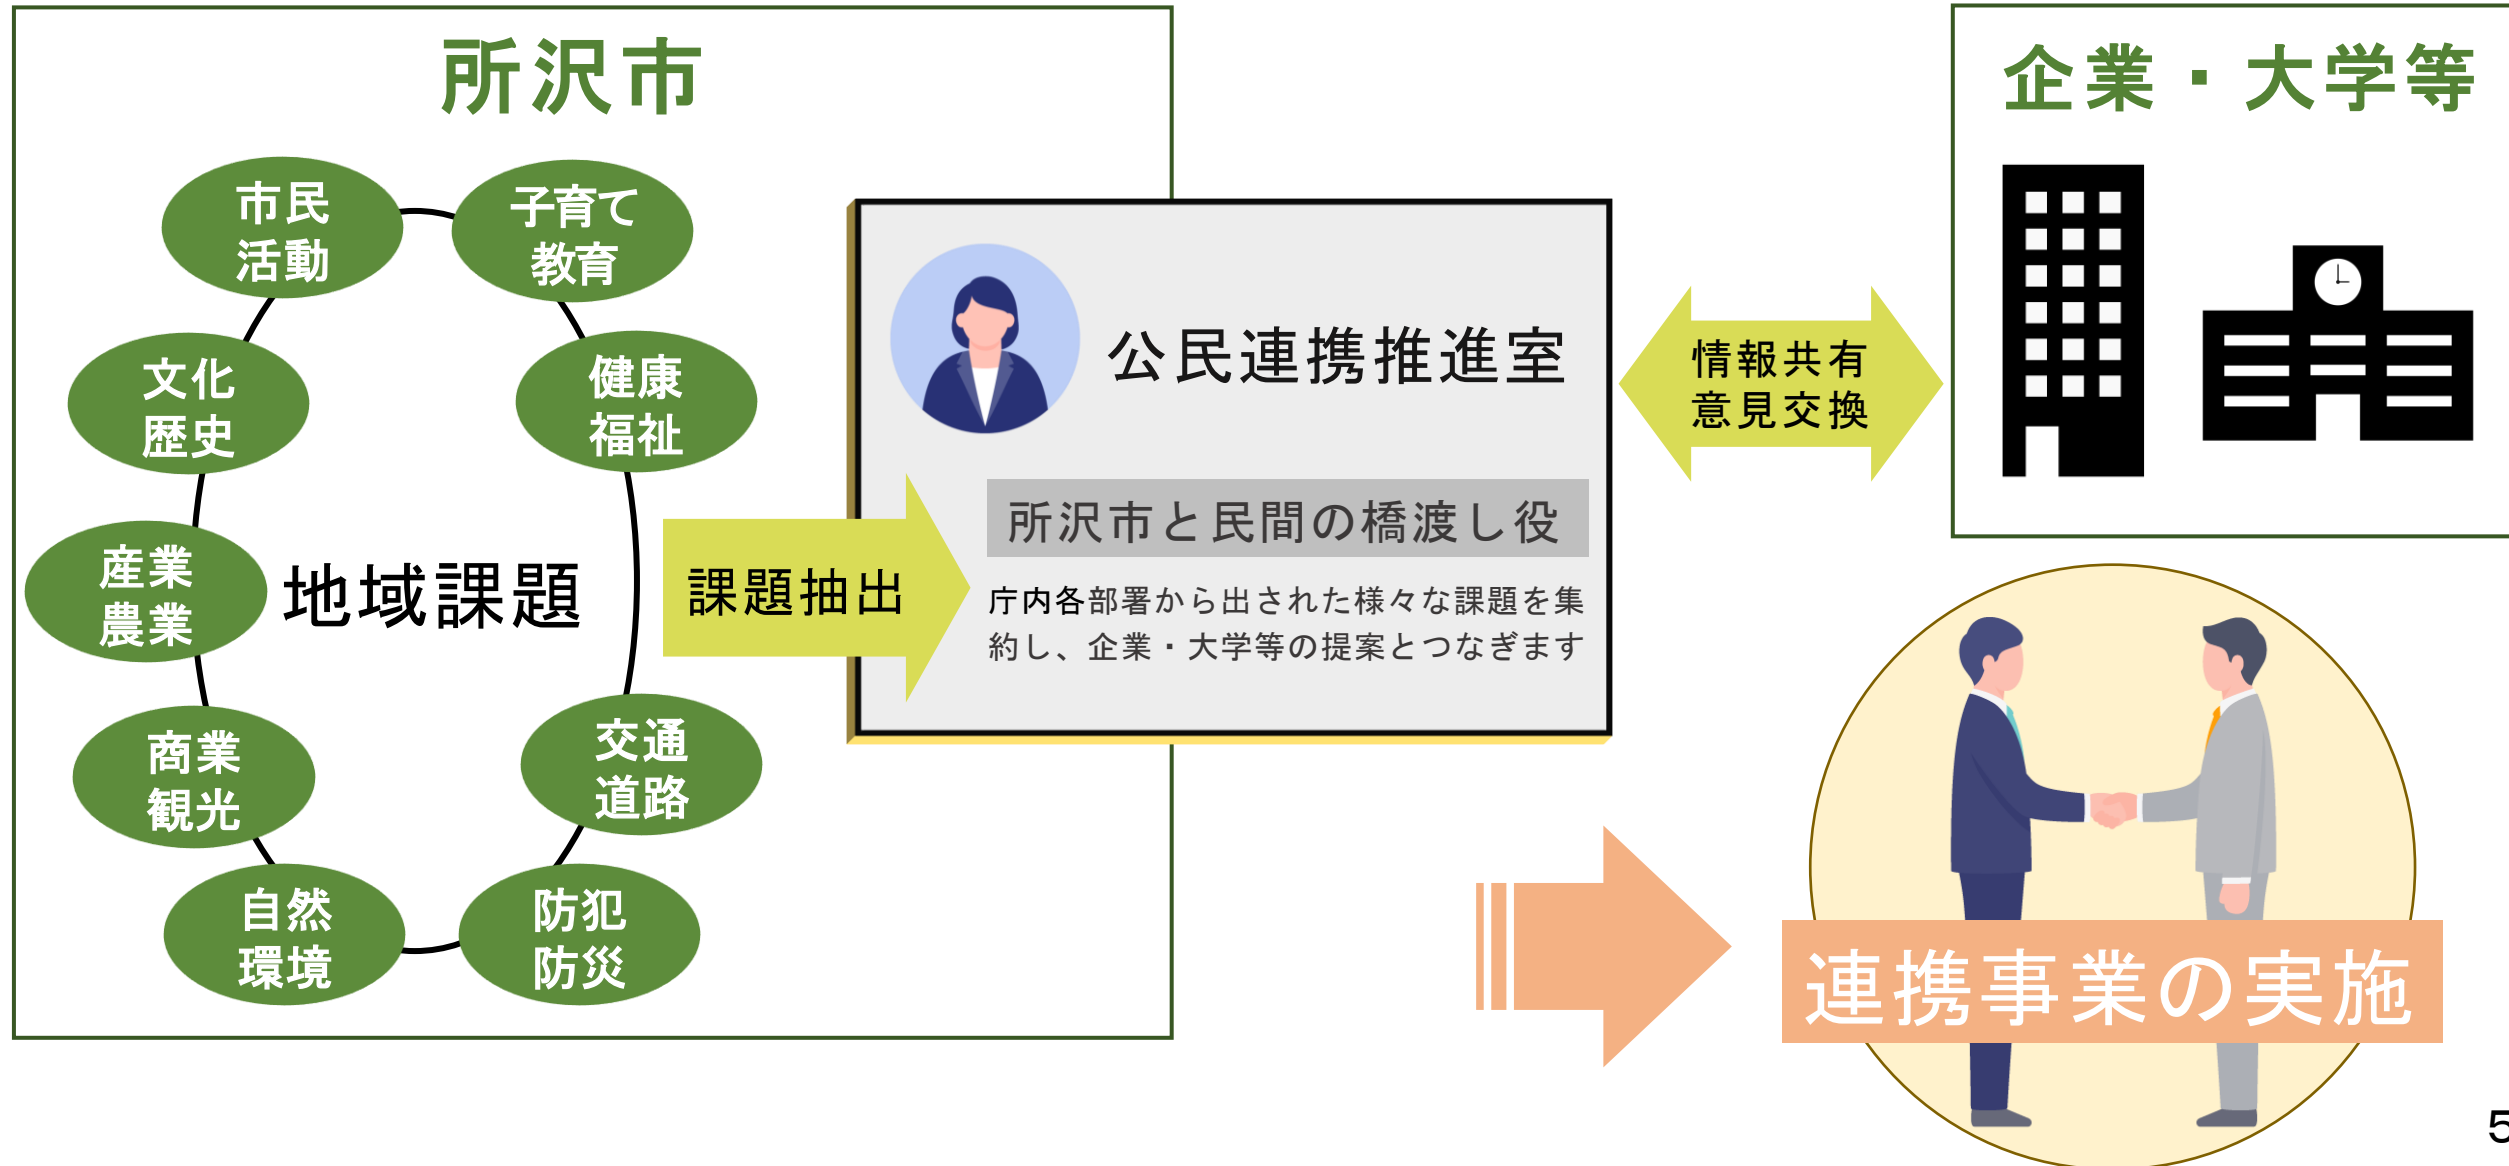 所沢市
市民
活動
子育て
教育
文化
歴史
健康
福祉
産業
農業
地域課題
商業
観光
交通
道路
自然
環境
防犯
防災
課題抽出
公民連携推進室
所沢市と民間の橋渡し役
庁内各部署から出された様々な課題を集
約し、企業・大学等の提案とつなぎます
情報共有
意見交換
企業・大学等
連携事業の実施
5